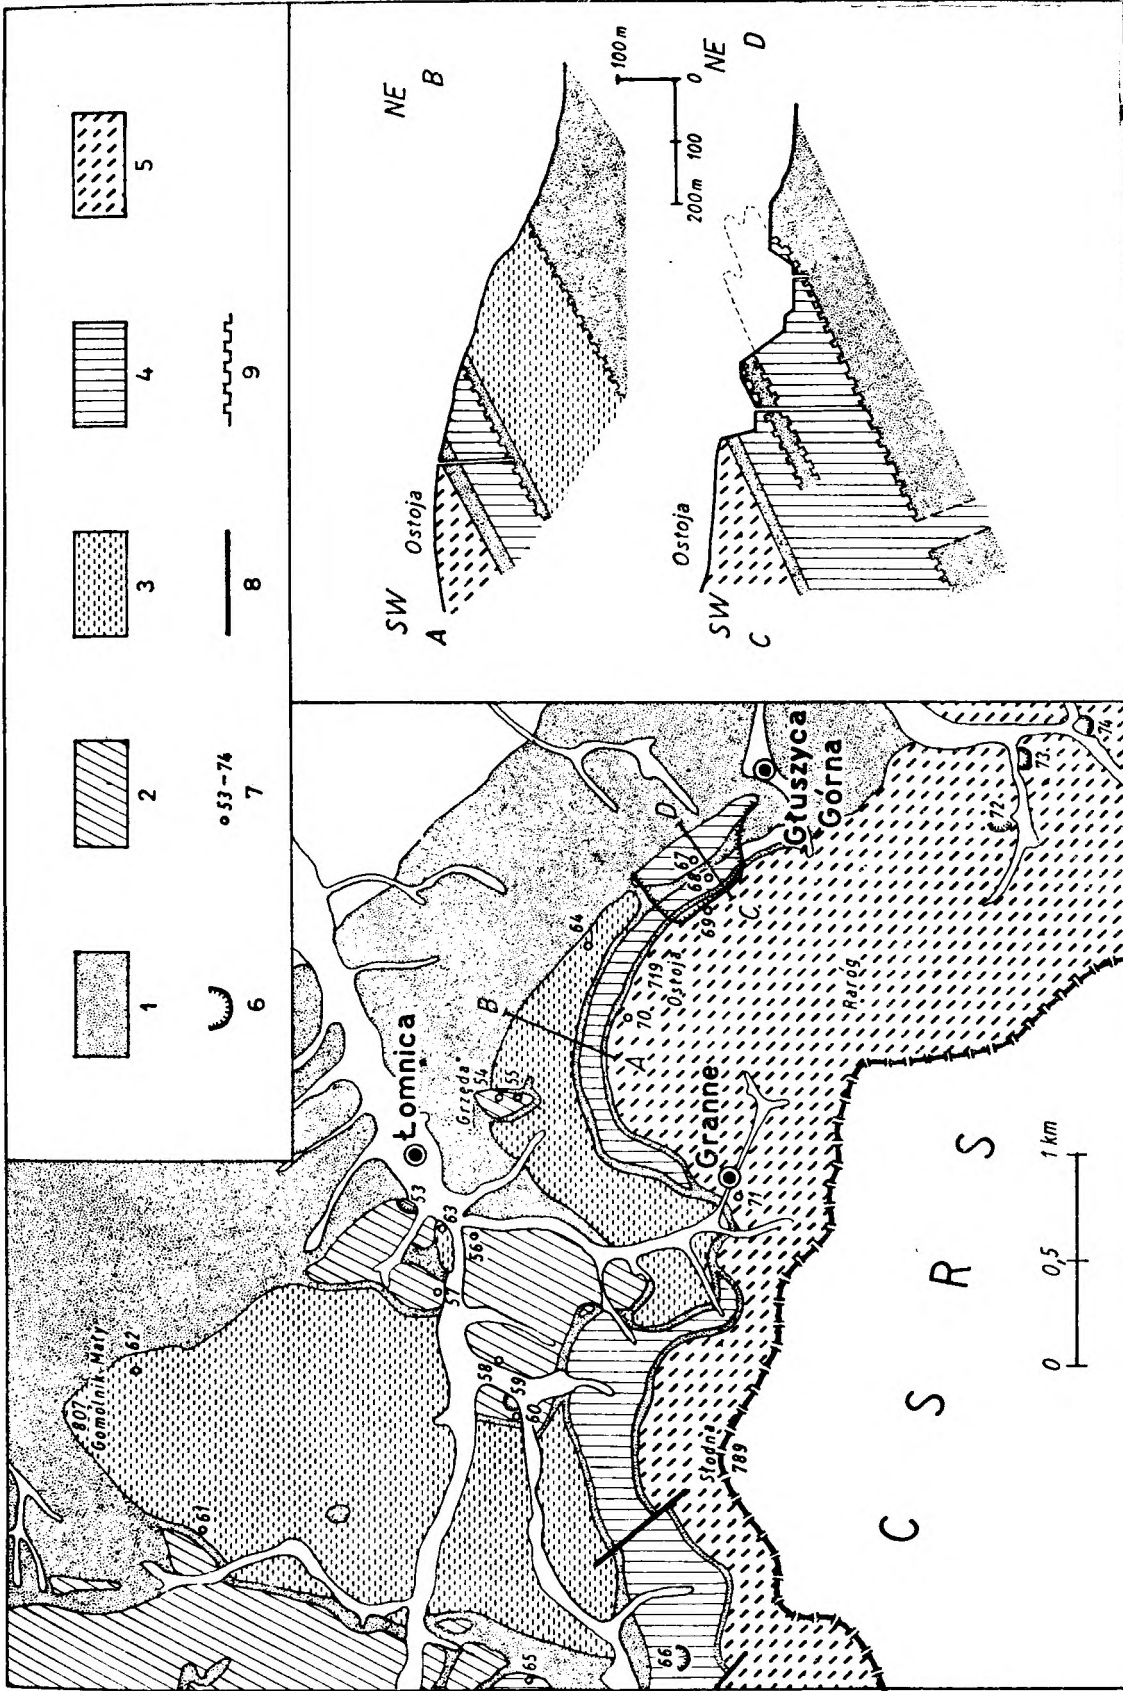 1
2
3
4
5
6
53-74
7
8
9
SW
A
Ostoja
NE
B
100 m
0
100
200 m
SW
C
Ostoja
NE
D
807
Gomolnik Mały
62
61
65
66
Łomnica
53
63
56
57
58
59
60
Grzęda
54
55
64
B
A
70
719
Ostoja
67
68
69
D
C
Głuszyca
Górna
Granne
71
Raróg
72
73
74
Słodna
789
C S R S
0
0,5
1 km